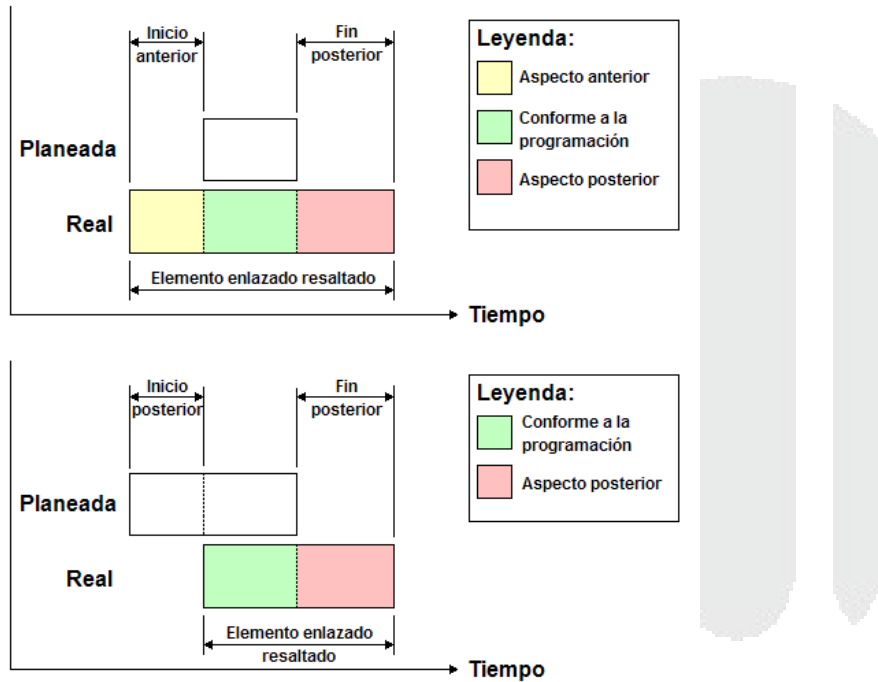 Inicio
anterior
Fin
posterior
Planeada
Real
Elemento enlazado resaltado
Tiempo
Leyenda:
Aspecto anterior
Conforme a la
programación
Aspecto posterior
Inicio
posterior
Fin
posterior
Planeada
Real
Elemento enlazado
resaltado
Tiempo
Leyenda:
Conforme a la
programación
Aspecto posterior